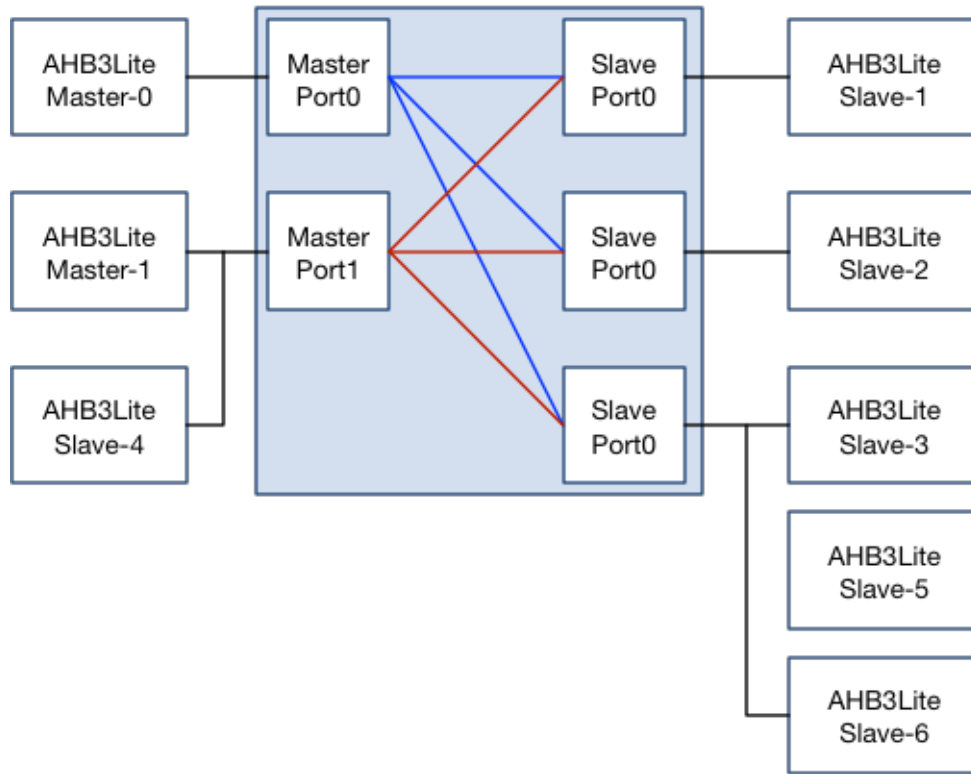 AHB3Lite
Master-0
Master
Port0
Slave
Port0
AHB3Lite
Slave-1
AHB3Lite
Master-1
Master
Port1
Slave
Port0
AHB3Lite
Slave-2
AHB3Lite
Slave-4
Slave
Port0
AHB3Lite
Slave-3
AHB3Lite
Slave-5
AHB3Lite
Slave-6